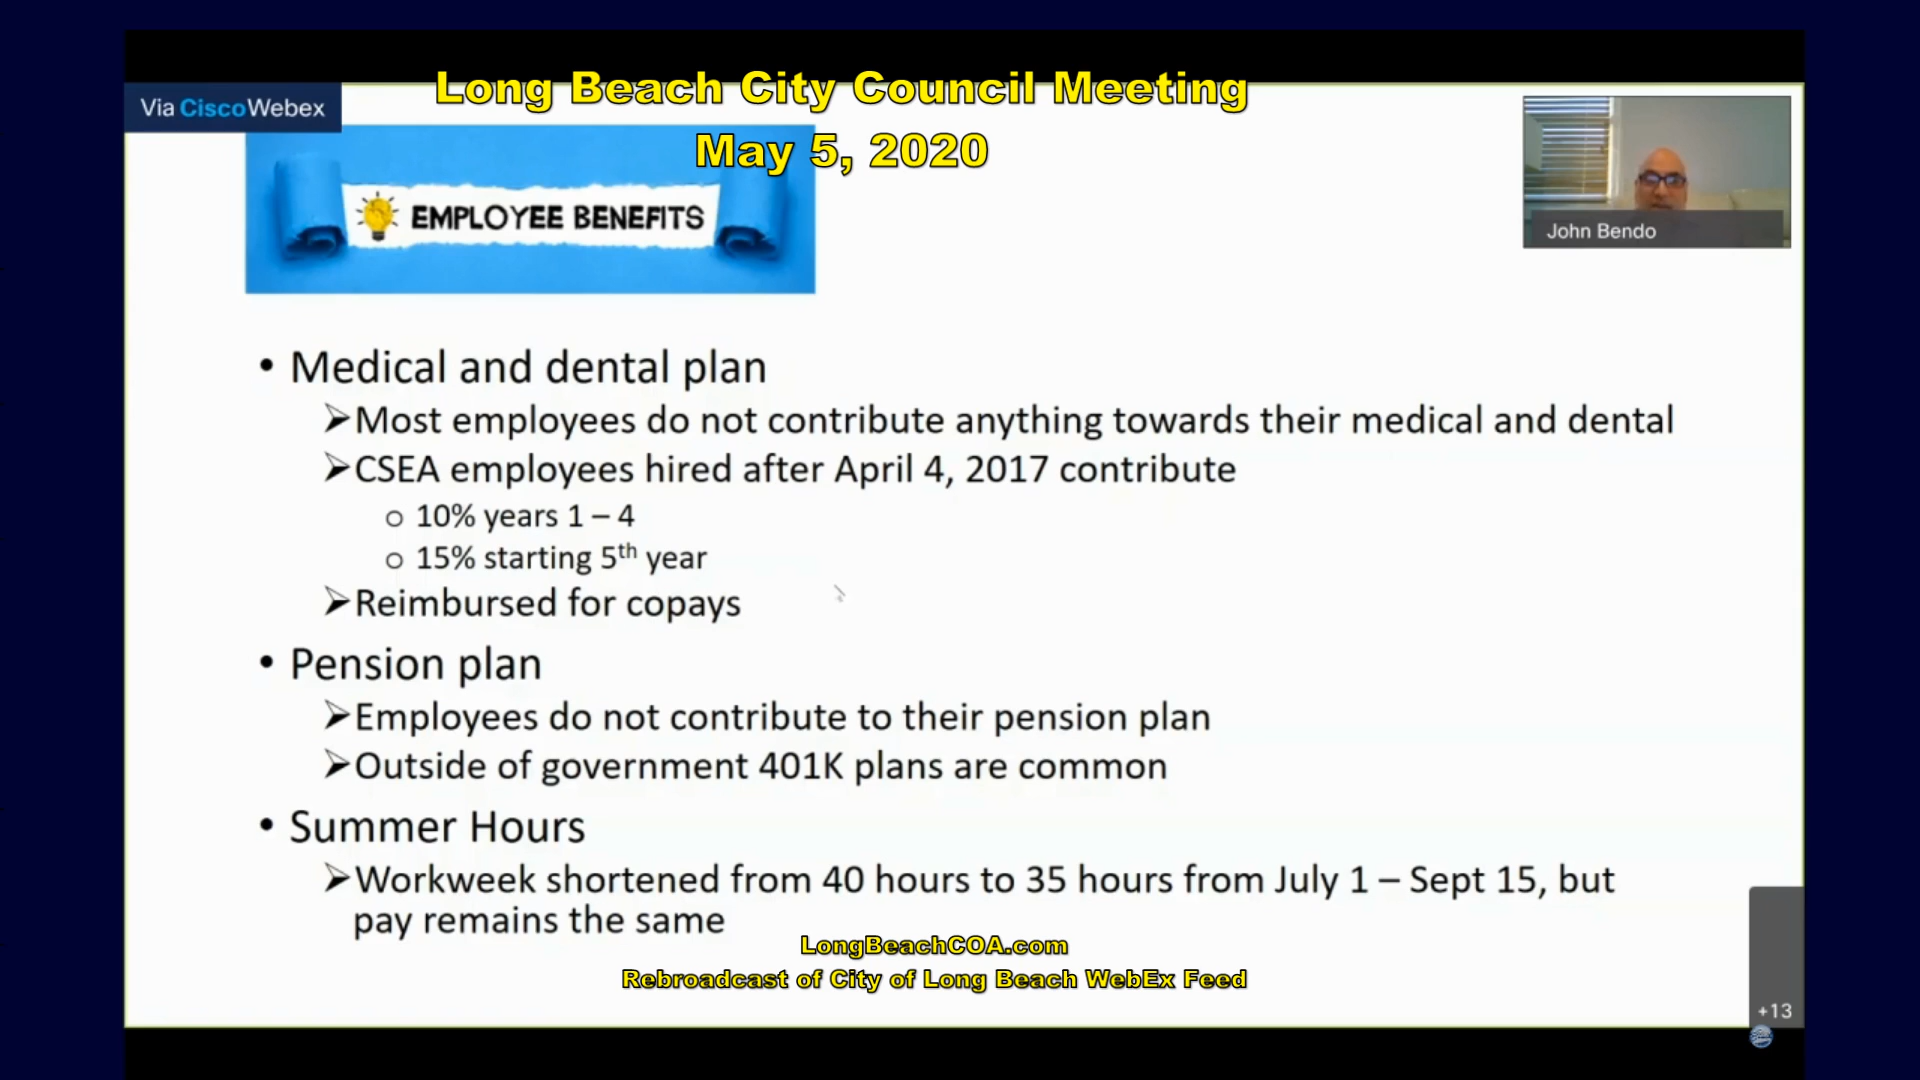 Long Beach City Council Meeting
May 5, 2020
Via CiscoWebex
EMPLOYEE BENEFITS
John Bendo
• Medical and dental plan
➢Most employees do not contribute anything towards their medical and dental
➢CSEA employees hired after April 4, 2017 contribute
o 10% years 1 – 4
o 15% starting 5th year
➢Reimbursed for copays
• Pension plan
➢Employees do not contribute to their pension plan
➢Outside of government 401K plans are common
• Summer Hours
➢Workweek shortened from 40 hours to 35 hours from July 1 – Sept 15, but
pay remains the same
LongBeachCOA.com
Rebroadcast of City of Long Beach WebEx Feed
+13